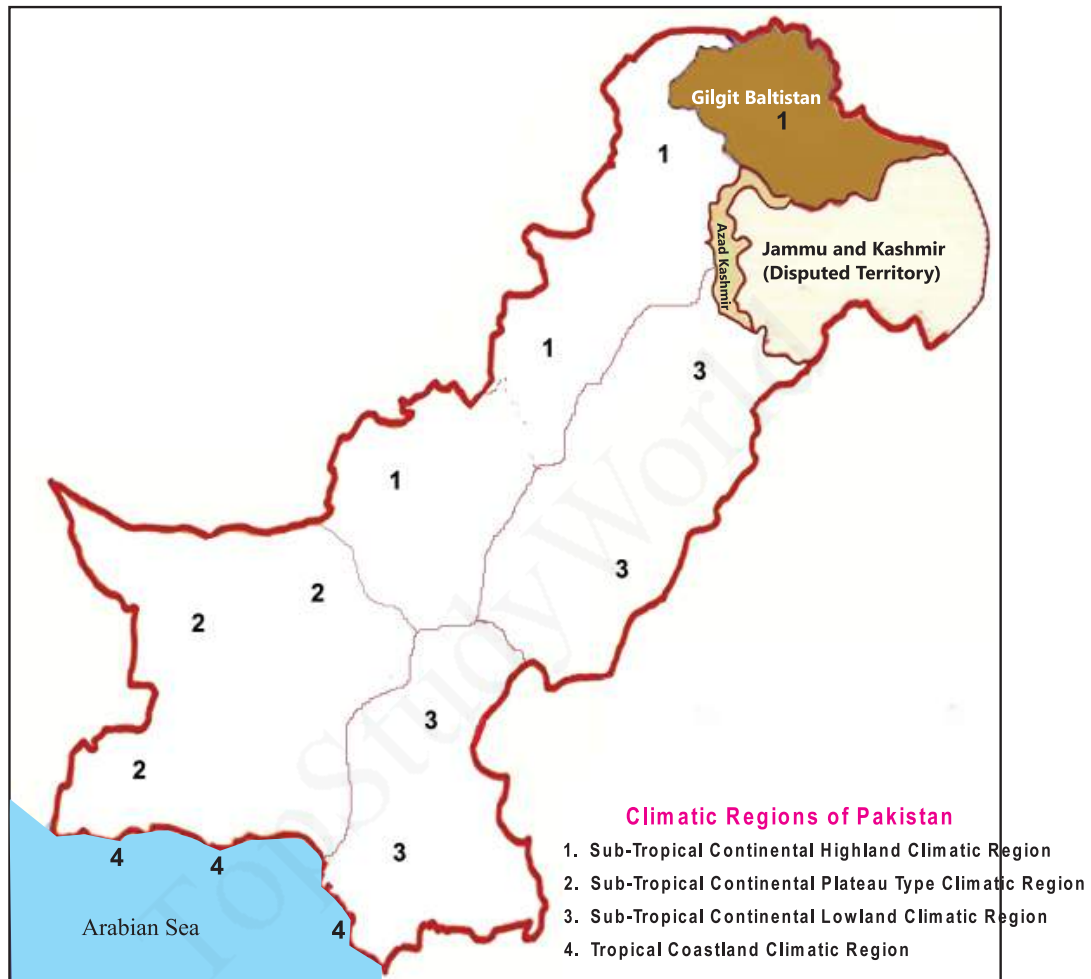 Gilgit Baltistan
1
1
Azad Kashmir
Jammu and Kashmir
(Disputed Territory)
1
3
1
3
2
2
3
2
3
4
4
4
Arabian Sea
TopStudyWorld
Climatic Regions of Pakistan
1. Sub-Tropical Continental Highland Climatic Region
2. Sub-Tropical Continental Plateau Type Climatic Region
3. Sub-Tropical Continental Lowland Climatic Region
4. Tropical Coastland Climatic Region